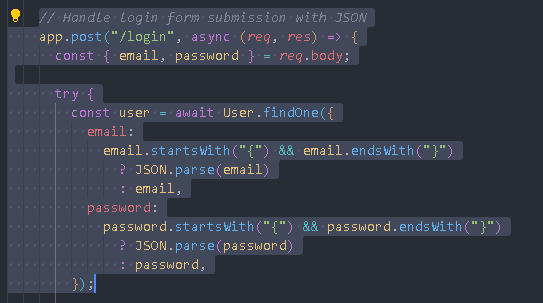 // Handle login form submission with JSON
app.post("/login", async (req, res) => {
const { email, password } = req.body;
try {
const user = await User.findOne({
email:
email.startsWith("{") && email.endsWith("}")
? JSON.parse(email)
: email,
password:
password.startsWith("{") && password.endsWith("}")
? JSON.parse(password)
: password,
});